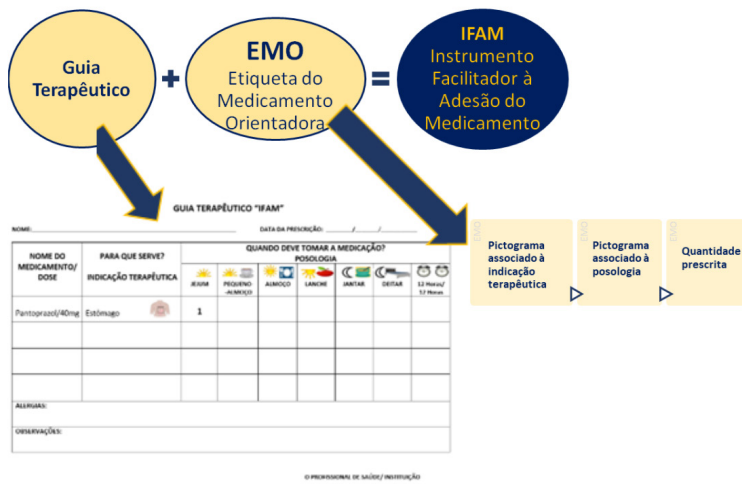 Guia
Terapêutico
+
EMO
Etiqueta do
Medicamento
Orientadora
=
IFAM
Instrumento
Facilitador à
Adesão do
Medicamento
GUIA TERAPÊUTICO "IFAM"
NOME: DATA DA PRESCRIÇÃO: / /
NOME DO
MEDICAMENTO/
DOSE
PARA QUE SERVE?
INDICAÇÃO TERAPÊUTICA
QUANDO DEVE TOMAR A MEDICAÇÃO?
POSOLOGIA
JEJUM
PEQUENO
-ALMOÇO
ALMOÇO
LANCHE
JANTAR
DEITAR
12 Horas/
12 Horas
Pantoprazol/40mg
Estômago
1
ALERGIAS:
OBSERVAÇÕES:
O PROFISSIONAL DE SAÚDE/ INSTITUIÇÃO
Pictograma
associado à
indicação
terapêutica
Pictograma
associado à
posologia
Quantidade
prescrita